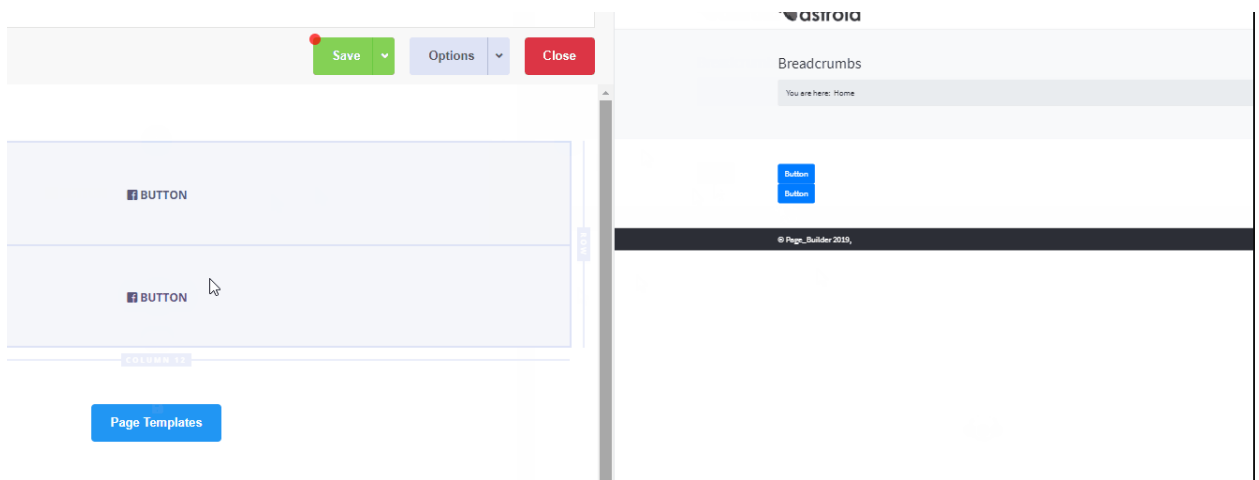 Save
Options
Close
BUTTON
ROW
BUTTON
COLUMN 12
Page Templates
astroid
Breadcrumbs
You are here: Home
Button
Button
© Page_Builder 2019,